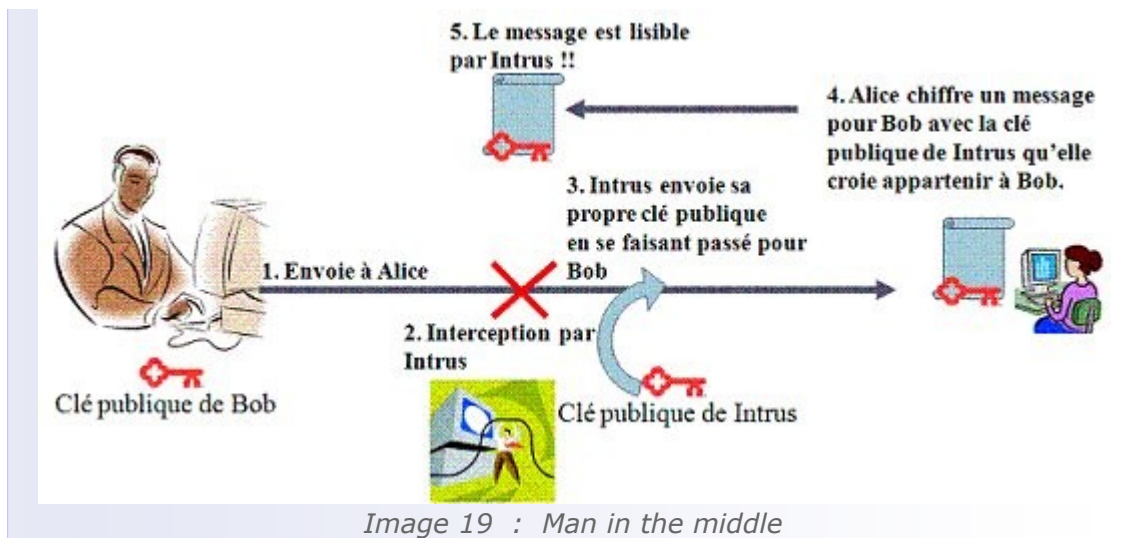 5. Le message est lisible
par Intrus !!
4. Alice chiffre un message
pour Bob avec la clé
publique de Intrus qu'elle
croie appartenir à Bob.
3. Intrus envoie sa
propre clé publique
en se faisant passé pour
Bob
1. Envoie à Alice
2. Interception par
Intrus
Clé publique de Bob
Clé publique de Intrus
Image 19 : Man in the middle